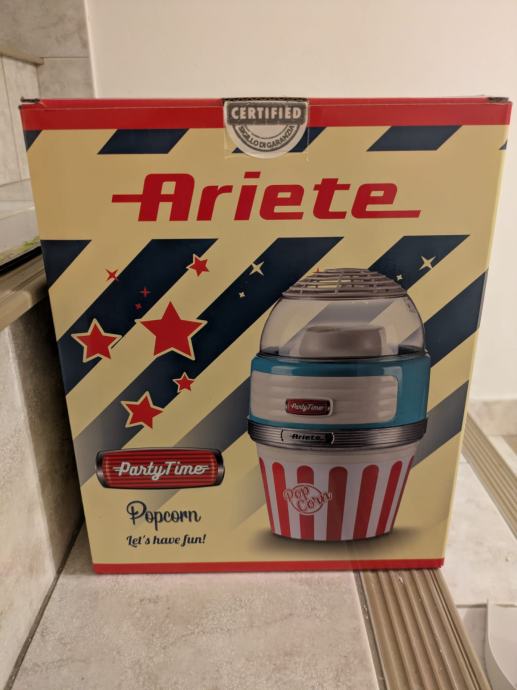 CERTIFIED
SIGILLO DI GARANZIA
Ariete
PartyTime
Ariete
Pop
Corn
PartyTime
Popcorn
Let's have fun!